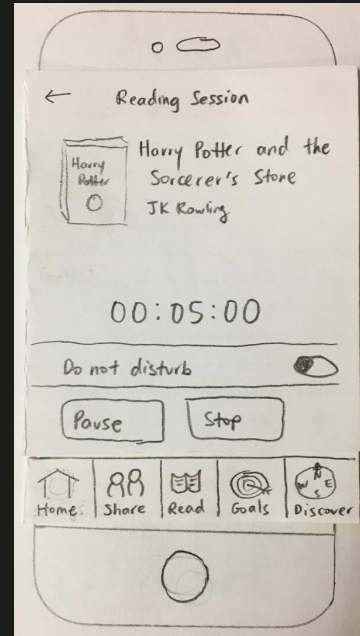 Reading Session
Harry Potter and the
Sorcerer's Stone
JK Rowling
Harry
Potter
00:05:00
Do not disturb
Pause
Stop
Home
Share
Read
Goals
Discover
N
W
E
S